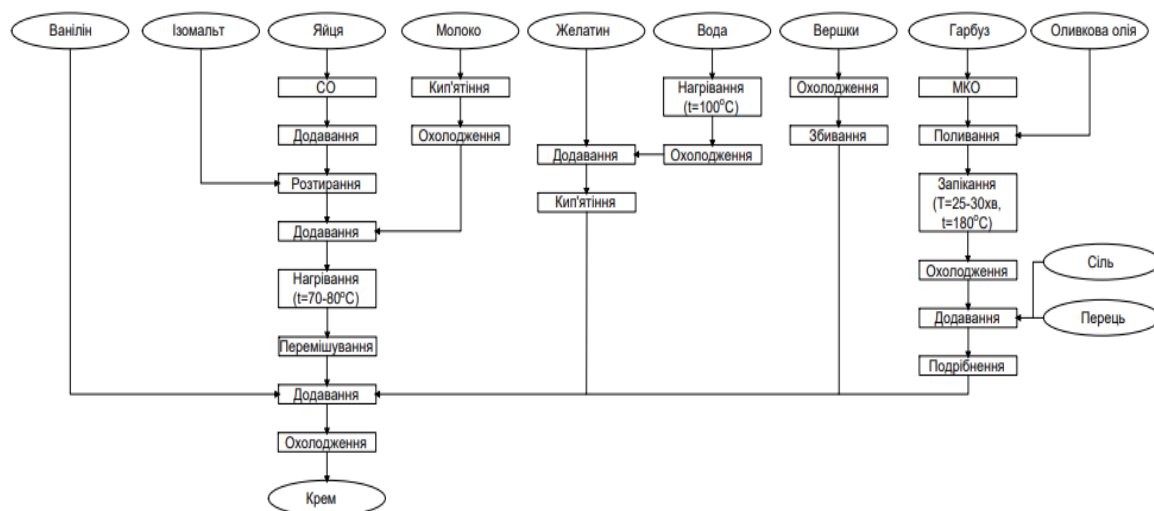 Ванілін
Ізомальт
Яйця
Молоко
Желатин
Вода
Вершки
Гарбуз
Оливкова олія
СО
Кип'ятіння
Нагрівання
(t=100°C)
Охолодження
МКО
Додавання
Охолодження
Збивання
Поливання
Додавання
Охолодження
Розтирання
Запікання
(T=25-30хв,
t=180°C)
Кип'ятіння
Додавання
Сіль
Охолодження
Нагрівання
(t=70-80°C)
Додавання
Перець
Перемішування
Подрібнення
Додавання
Охолодження
Крем